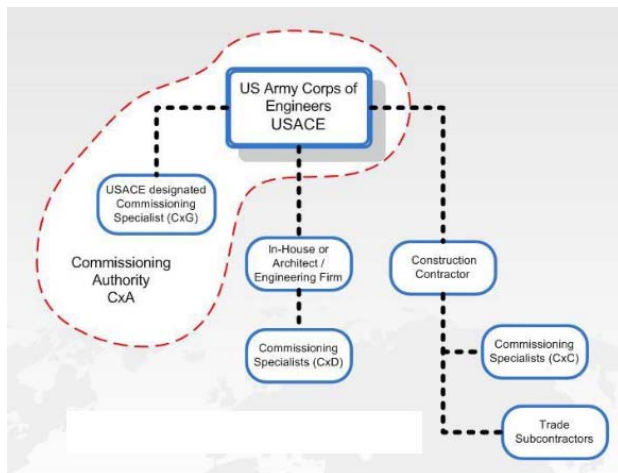 US Army Corps of
Engineers
USACE
USACE designated
Commissioning
Specialist (CxG)
Commissioning
Authority
CxA
In-House or
Architect /
Engineering Firm
Construction
Contractor
Commissioning
Specialists (CxD)
Commissioning
Specialists (CxC)
Trade
Subcontractors